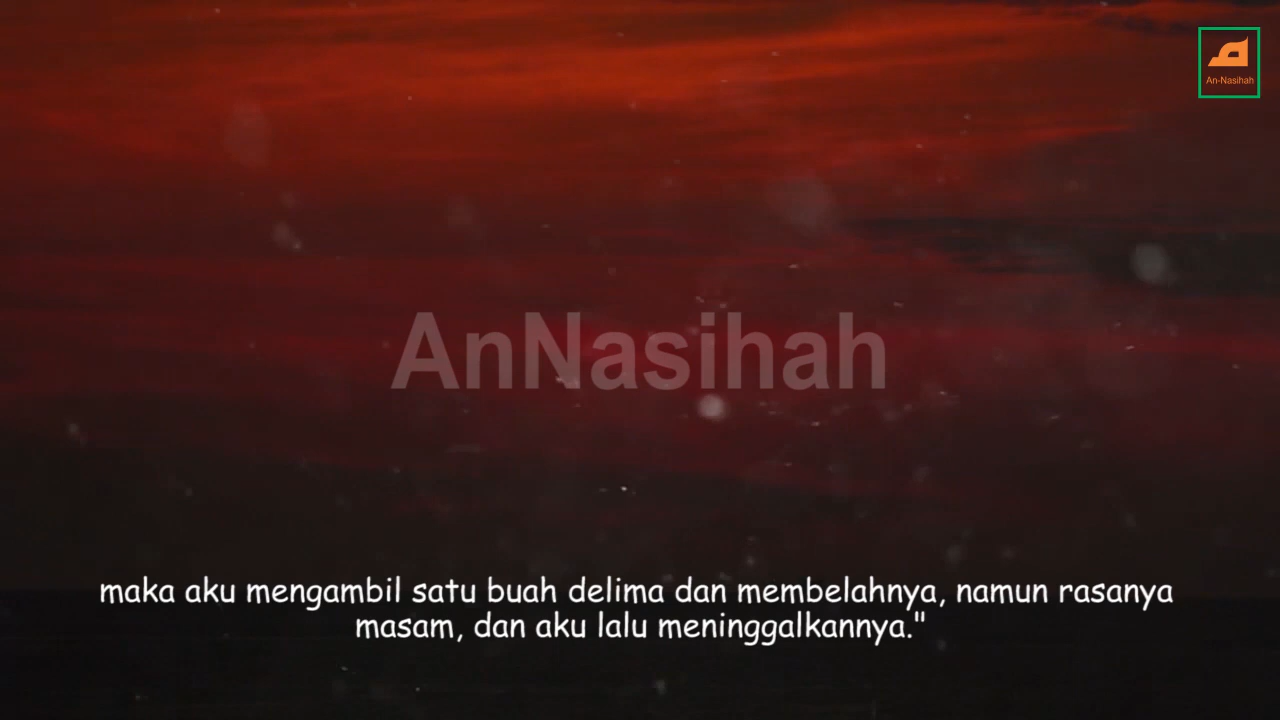 An-Nasihah
AnNasihah
maka aku mengambil satu buah delima dan membelahnya, namun rasanya
masam, dan aku lalu meninggalkannya."